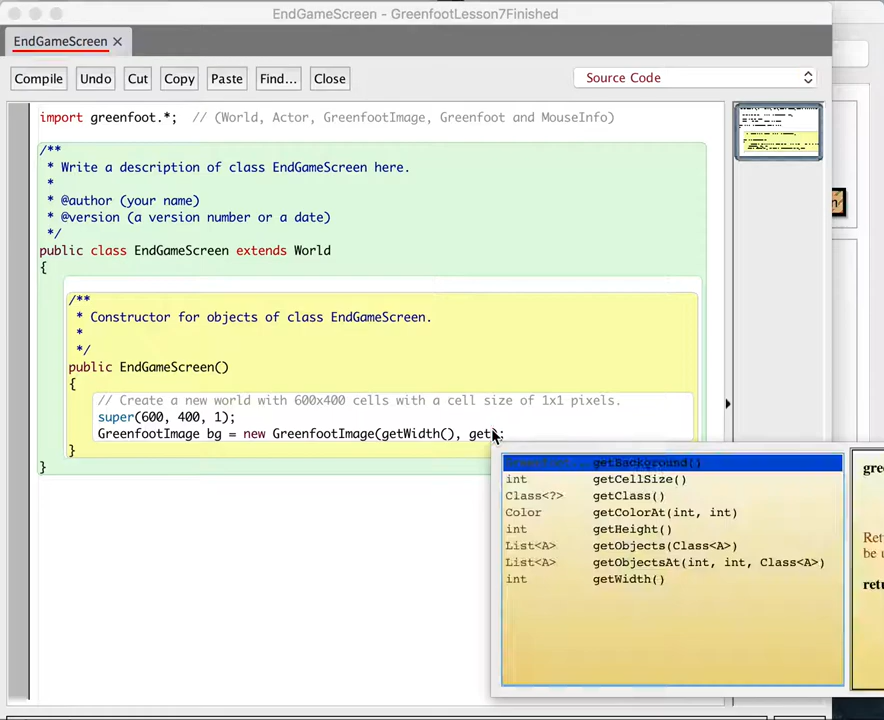 EndGameScreen - GreenfootLesson7Finished
EndGameScreen ×
Compile Undo Cut Copy Paste Find... Close Source Code
import greenfoot.*;  // (World, Actor, GreenfootImage, Greenfoot and MouseInfo)
/**
 * Write a description of class EndGameScreen here.
 *
 * @author (your name)
 * @version (a version number or a date)
 */
public class EndGameScreen extends World
{
/**
 * Constructor for objects of class EndGameScreen.
 *
 */
public EndGameScreen()
{
// Create a new world with 600x400 cells with a cell size of 1x1 pixels.
super(600, 400, 1);
GreenfootImage bg = new GreenfootImage(getWidth(), get);
}
}
getBackground()
int getCellSize()
Class<?> getClass()
Color getColorAt(int, int)
int getHeight()
List<A> getObjects(Class<A>)
List<A> getObjectsAt(int, int, Class<A>)
int getWidth()